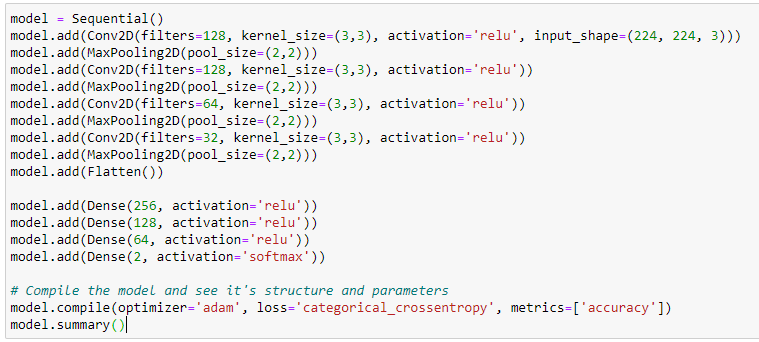 model = Sequential()
model.add(Conv2D(filters=128, kernel_size=(3,3), activation='relu', input_shape=(224, 224, 3)))
model.add(MaxPooling2D(pool_size=(2,2)))
model.add(Conv2D(filters=128, kernel_size=(3,3), activation='relu'))
model.add(MaxPooling2D(pool_size=(2,2)))
model.add(Conv2D(filters=64, kernel_size=(3,3), activation='relu'))
model.add(MaxPooling2D(pool_size=(2,2)))
model.add(Conv2D(filters=32, kernel_size=(3,3), activation='relu'))
model.add(MaxPooling2D(pool_size=(2,2)))
model.add(Flatten())
model.add(Dense(256, activation='relu'))
model.add(Dense(128, activation='relu'))
model.add(Dense(64, activation='relu'))
model.add(Dense(2, activation='softmax'))
# Compile the model and see it's structure and parameters
model.compile(optimizer='adam', loss='categorical_crossentropy', metrics=['accuracy'])
model.summary()